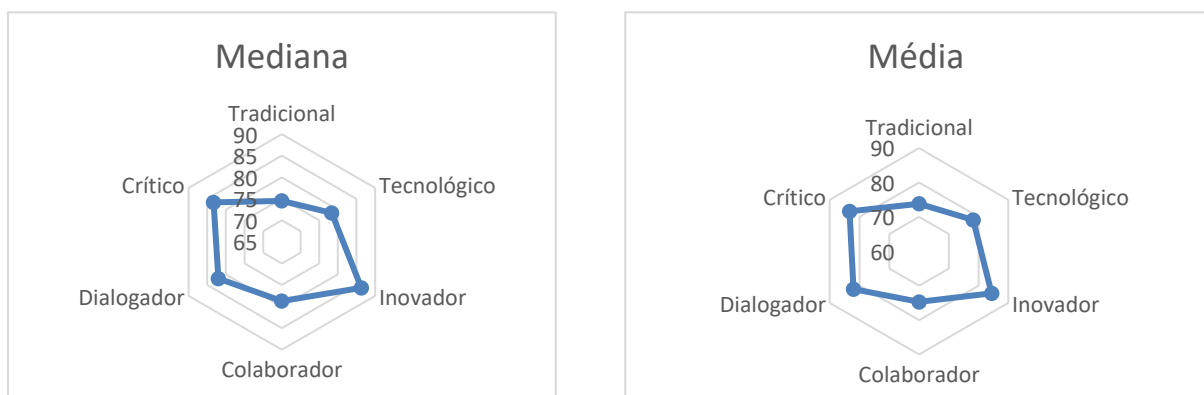 Mediana
Tradicional
90
85
80
75
70
65
Crítico
Tecnológico
Dialogador
Inovador
Colaborador
Média
Tradicional
90
80
70
60
Crítico
Tecnológico
Dialogador
Inovador
Colaborador